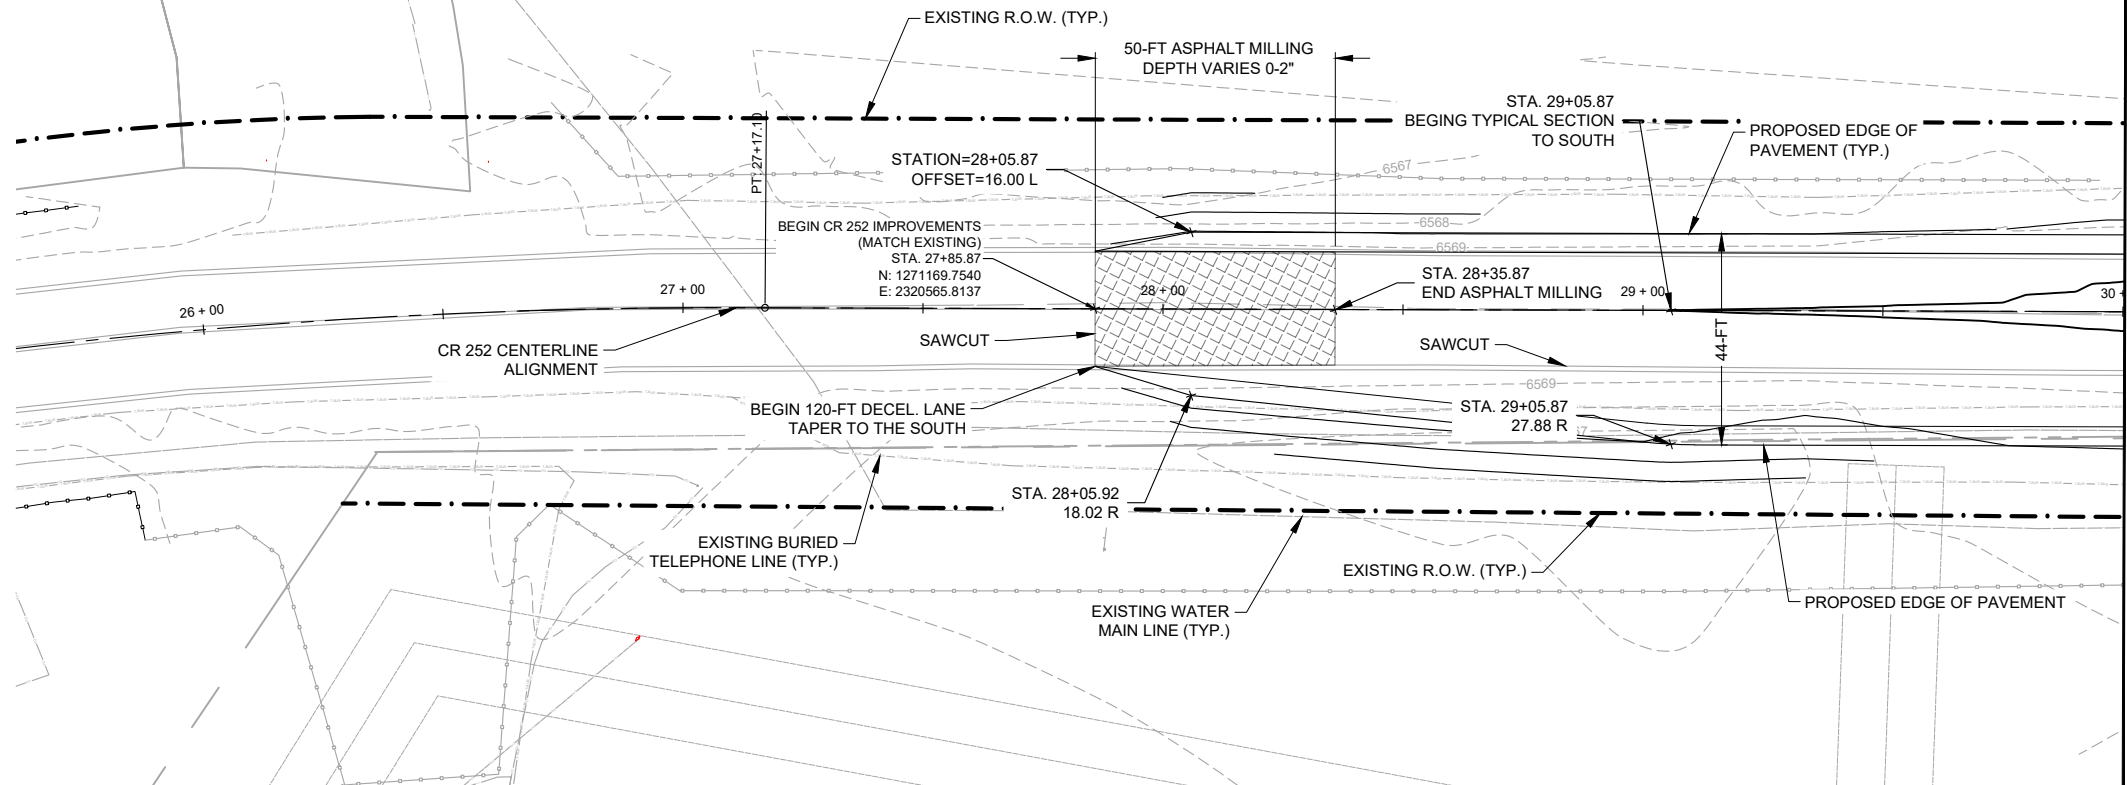 EXISTING R.O.W. (TYP.)
50-FT ASPHALT MILLING
DEPTH VARIES 0-2"
STA. 29+05.87
BEGING TYPICAL SECTION
TO SOUTH
PROPOSED EDGE OF
PAVEMENT (TYP.)
PT: 27+17.10
STATION=28+05.87
OFFSET=16.00 L
6567
6568
6569
BEGIN CR 252 IMPROVEMENTS
(MATCH EXISTING)
STA. 27+85.87
N: 1271169.7540
E: 2320565.8137
STA. 28+35.87
END ASPHALT MILLING
26 + 00
27 + 00
28 + 00
29 + 00
30 +
CR 252 CENTERLINE
ALIGNMENT
SAWCUT
SAWCUT
44-FT
6569
BEGIN 120-FT DECEL. LANE
TAPER TO THE SOUTH
STA. 29+05.87
27.88 R
STA. 28+05.92
18.02 R
EXISTING BURIED
TELEPHONE LINE (TYP.)
EXISTING R.O.W. (TYP.)
EXISTING WATER
MAIN LINE (TYP.)
PROPOSED EDGE OF PAVEMENT